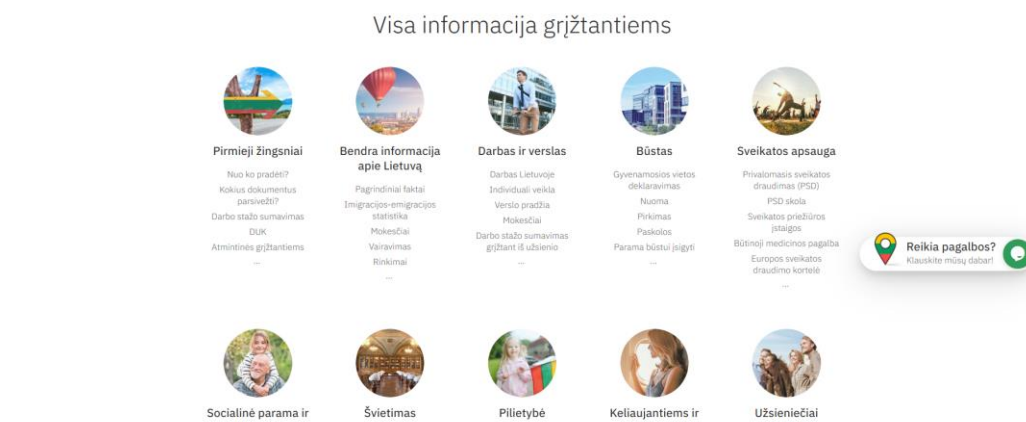 Visa informacija grįžtantiems
Pirmieji žingsniai
Nuo ko pradėti?
Kokius dokumentus
parsivežti?
Darbo stažo sumavimas
DUK
Atmintinės grįžtantiems
...
Bendra informacija
apie Lietuvą
Pagrindiniai faktai
Imigracijos-emigracijos
statistika
Mokesčiai
Vairavimas
Rinkimai
...
Darbas ir verslas
Darbas Lietuvoje
Individuali veikla
Verslo pradžia
Mokesčiai
Darbo stažo sumavimas
grįžtant iš užsienio
...
Būstas
Gyvenamosios vietos
deklaravimas
Nuoma
Pirkimas
Paskolos
Parama būstui įsigyti
...
Sveikatos apsauga
Privalomasis sveikatos
draudimas (PSD)
PSD skola
Sveikatos priežiūros
įstaigos
Būtinoji medicinos pagalba
Europos sveikatos
draudimo kortelė
...
Reikia pagalbos?
Klauskite mūsų dabar!
Socialinė parama ir
Švietimas
Pilietybė
Keliaujantiems ir
Užsieniečiai